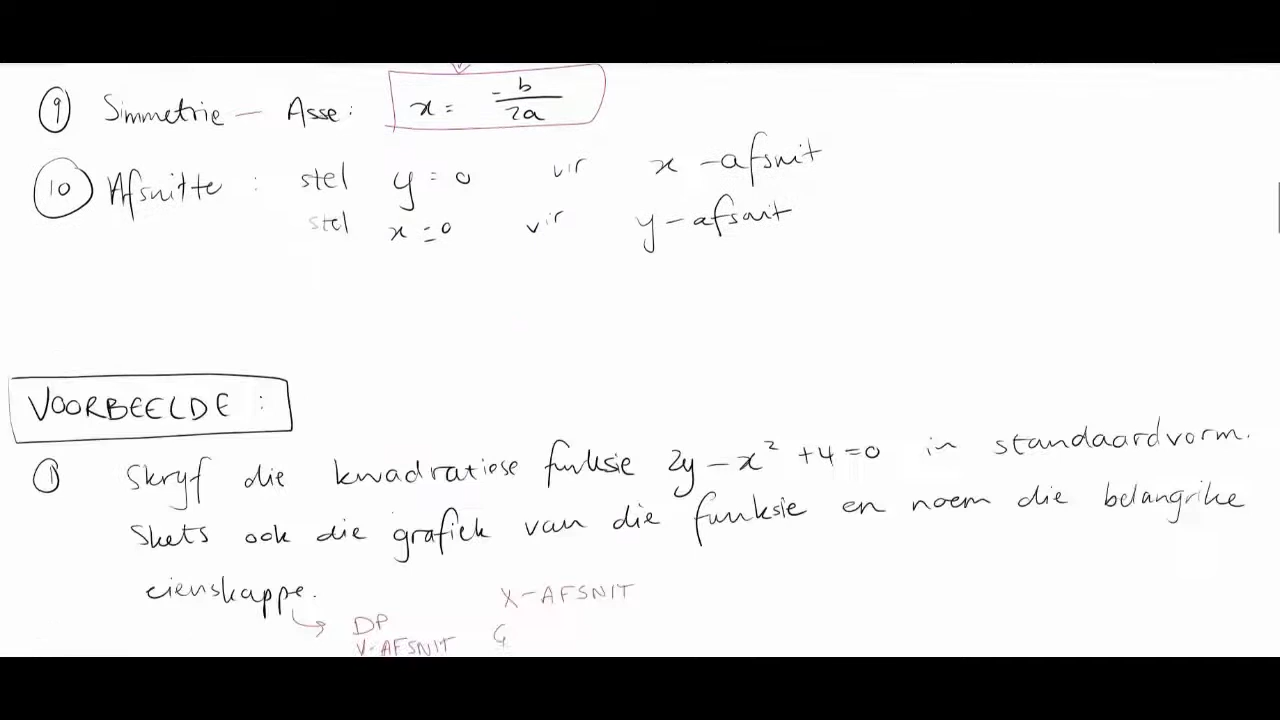 ⑨ Simmetrie – Asse: x = -b/2a
⑩ Afsnitte : stel y = 0 vir x-afsnit
stel x = 0 vir y-afsnit
VOORBEELDE :
① Skryf die kwadratiese funksie 2y – x² + 4 = 0 in standaardvorm.
Skets ook die grafiek van die funksie en noem die belangrike
eienskappe.
X-AFSNIT
DP
Y-AFSNIT